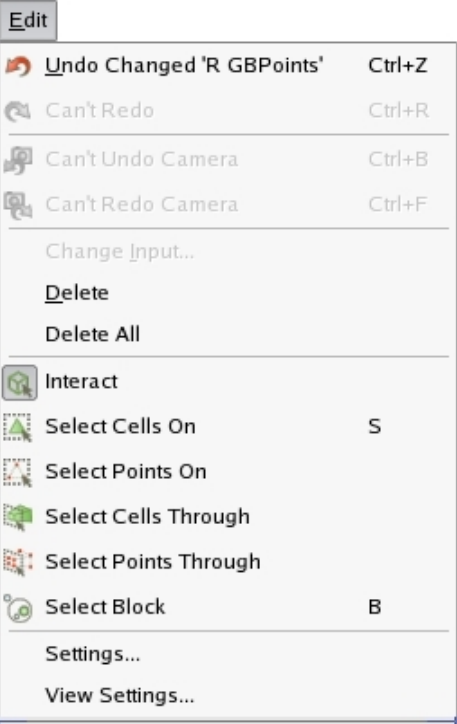 Edit
Undo Changed 'R GBPoints' Ctrl+Z
Can't Redo Ctrl+R
Can't Undo Camera Ctrl+B
Can't Redo Camera Ctrl+F
Change Input...
Delete
Delete All
Interact
Select Cells On S
Select Points On
Select Cells Through
Select Points Through
Select Block B
Settings...
View Settings...